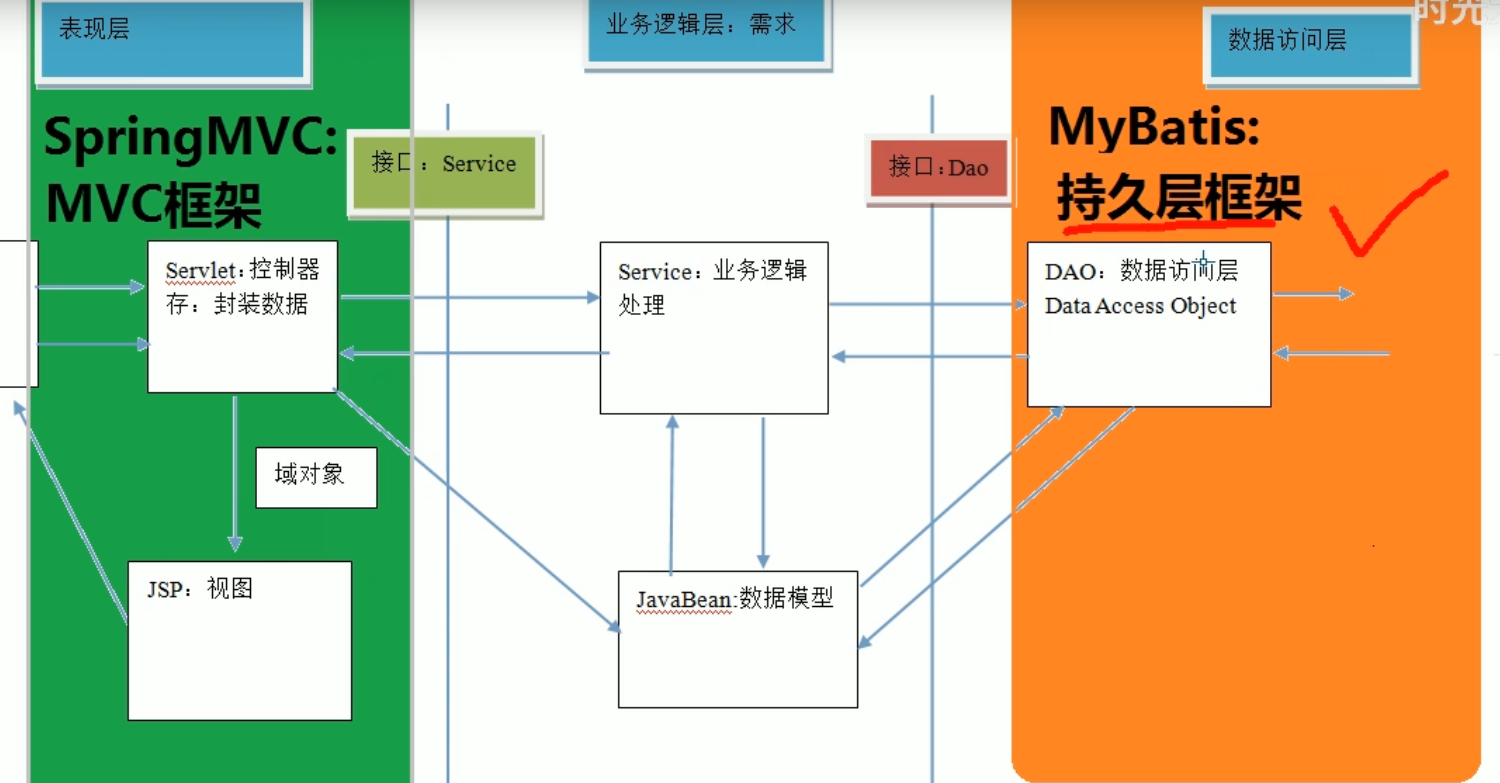 表现层
业务逻辑层：需求
时光
数据访问层
SpringMVC:
MVC框架
接口：Service
接口:Dao
MyBatis:
持久层框架
Servlet:控制器
存：封装数据
Service：业务逻辑
处理
DAO：数据访问层
Data Access Object
域对象
JSP：视图
JavaBean:数据模型